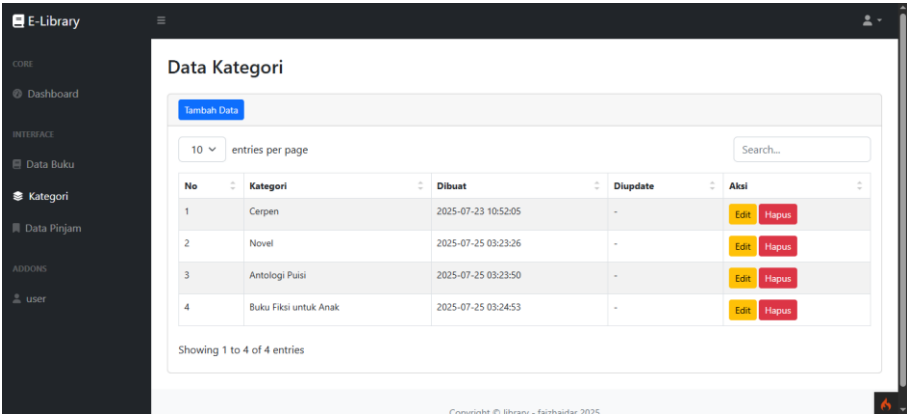 E-Library
CORE
Dashboard
INTERFACE
Data Buku
Kategori
Data Pinjam
ADDONS
user
Data Kategori
Tambah Data
10 entries per page Search...
No Kategori Dibuat Diupdate Aksi
1 Cerpen 2025-07-23 10:52:05 - Edit Hapus
2 Novel 2025-07-25 03:23:26 - Edit Hapus
3 Antologi Puisi 2025-07-25 03:23:50 - Edit Hapus
4 Buku Fiksi untuk Anak 2025-07-25 03:24:53 - Edit Hapus
Showing 1 to 4 of 4 entries
Copyright © library - faizhaidar 2025